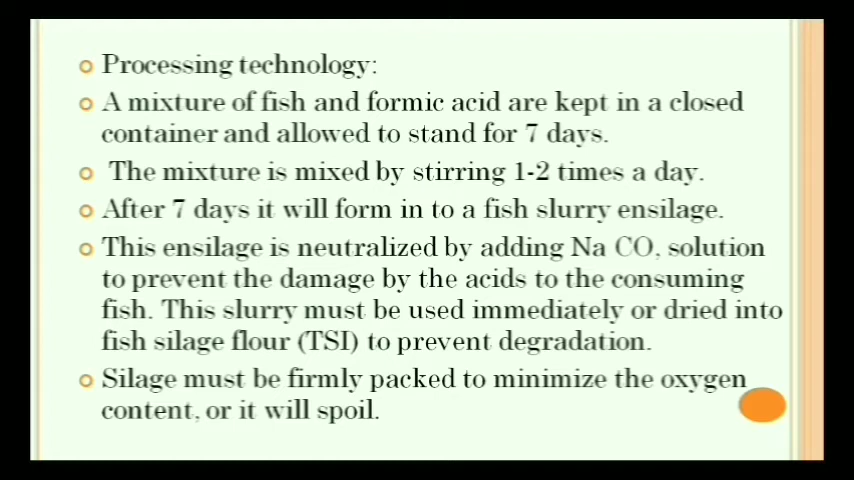 Processing technology:
A mixture of fish and formic acid are kept in a closed
container and allowed to stand for 7 days.
The mixture is mixed by stirring 1-2 times a day.
After 7 days it will form in to a fish slurry ensilage.
This ensilage is neutralized by adding Na CO, solution
to prevent the damage by the acids to the consuming
fish. This slurry must be used immediately or dried into
fish silage flour (TSI) to prevent degradation.
Silage must be firmly packed to minimize the oxygen
content, or it will spoil.